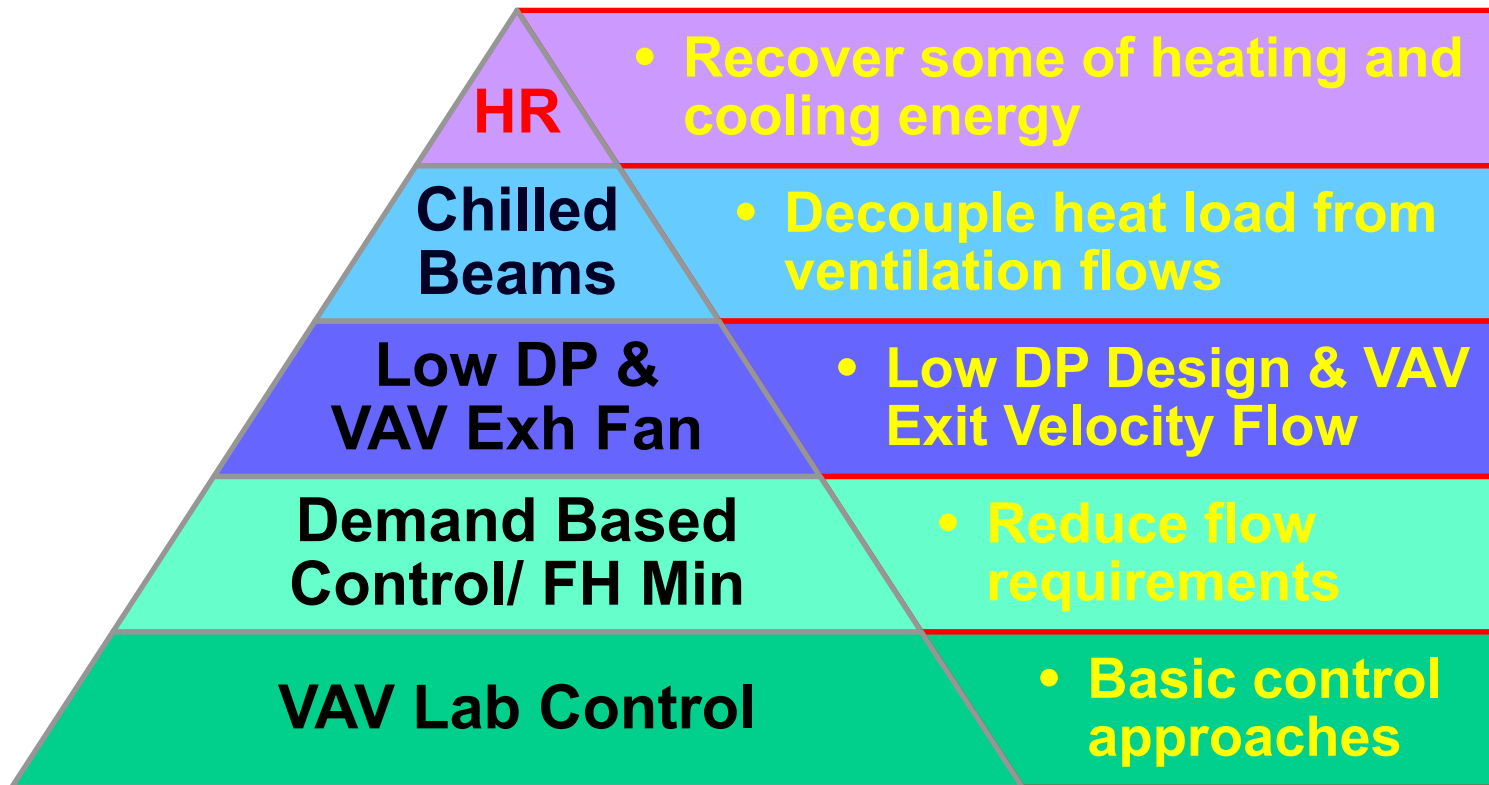 HR
• Recover some of heating and
cooling energy
Chilled
Beams
• Decouple heat load from
ventilation flows
Low DP &
VAV Exh Fan
• Low DP Design & VAV
Exit Velocity Flow
Demand Based
Control/ FH Min
• Reduce flow
requirements
VAV Lab Control
• Basic control
approaches